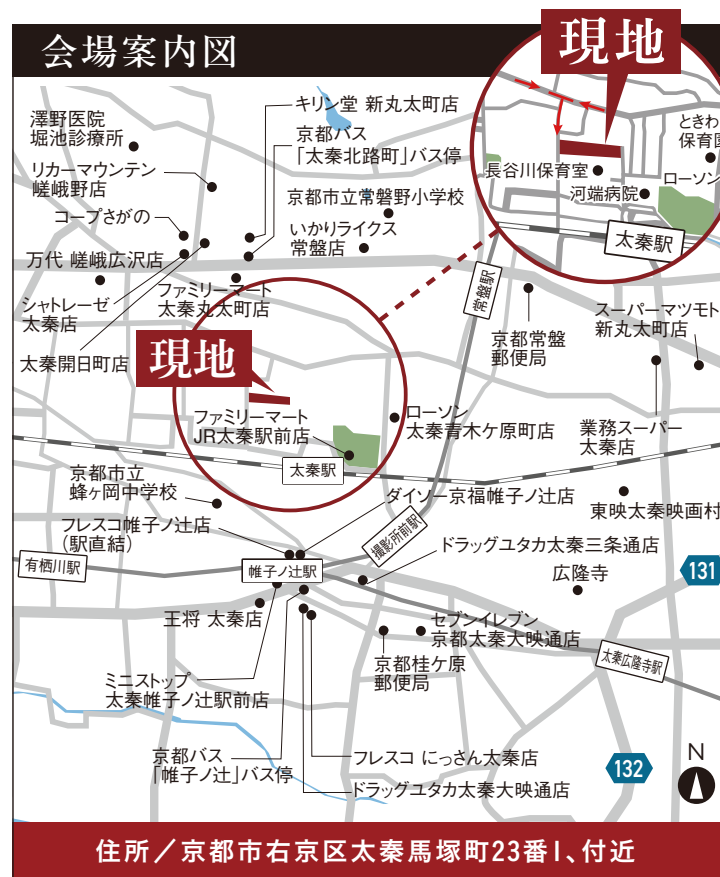 会場案内図
現地
キリン堂 新丸太町店
澤野医院
堀池診療所
京都バス
「太秦北路町」バス停
ときわ
保育園
長谷川保育室
ローソン
リカーマウンテン
嵯峨野店
京都市立常磐野小学校
河端病院
コープさがの
いかりライクス
常盤店
太秦駅
万代 嵯峨広沢店
常盤駅
シャトレーゼ
太秦店
ファミリーマート
太秦丸太町店
スーパーマツモト
新丸太町店
京都常盤
郵便局
太秦開日町店
現地
ファミリーマート
JR太秦駅前店
ローソン
太秦青木ケ原町店
業務スーパー
太秦店
太秦駅
京都市立
蜂ヶ岡中学校
ダイソー京福帷子ノ辻店
東映太秦映画村
フレスコ帷子ノ辻店
(駅直結)
撮影所前駅
ドラッグユタカ太秦三条通店
有栖川駅
帷子ノ辻駅
広隆寺
131
王将 太秦店
セブンイレブン
京都太秦大映通店
京都桂ケ原
郵便局
太秦広隆寺駅
ミニストップ
太秦帷子ノ辻駅前店
京都バス
「帷子ノ辻」バス停
フレスコ にっさん太秦店
ドラッグユタカ太秦大映通店
132
N
住所／京都市右京区太秦馬塚町23番1、付近